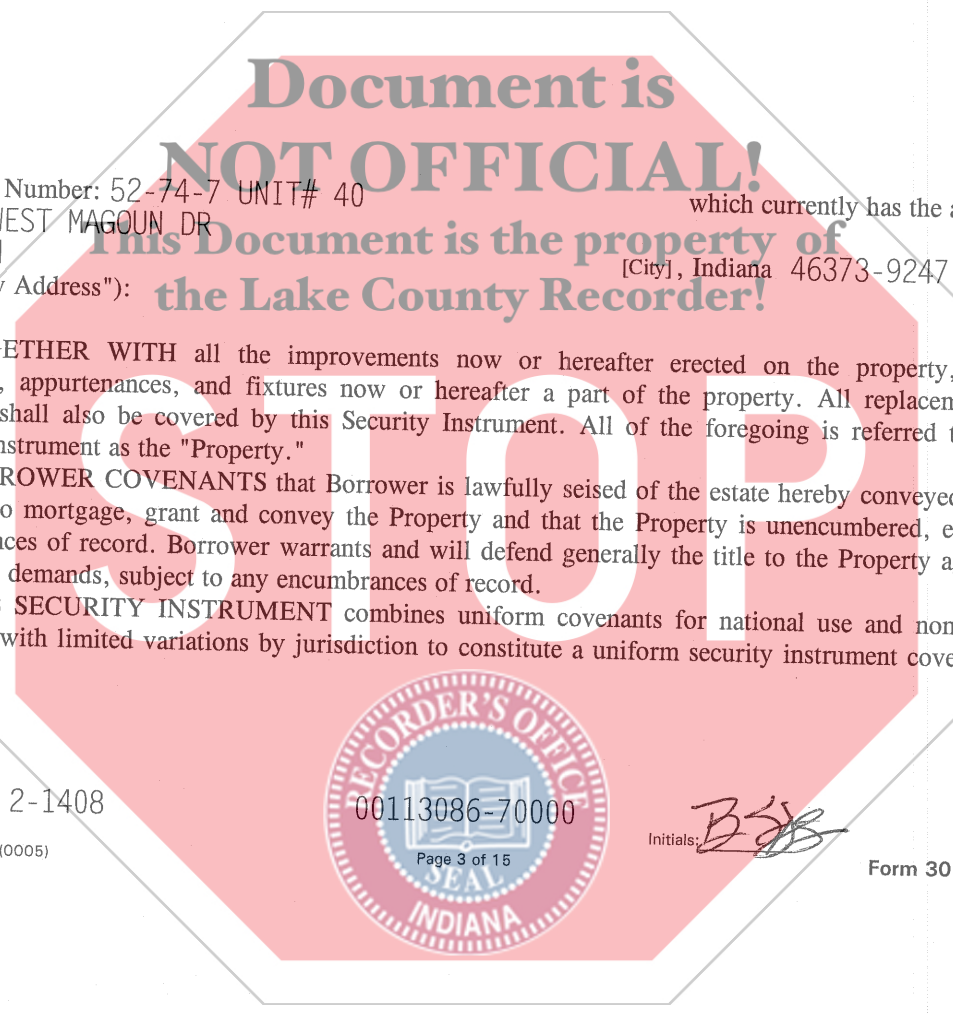 Document is
NOT OFFICIAL!
Number: 52-74-7 UNIT# 40
which currently has the
WEST MAGOUN DR
This Document is the property of
[City], Indiana 46373-9247
Address"):
the Lake County Recorder!
ETHER WITH all the improvements now or hereafter erected on the property,
, appurtenances, and fixtures now or hereafter a part of the property. All replacem
shall also be covered by this Security Instrument. All of the foregoing is referred t
nstrument as the "Property."
ROWER COVENANTS that Borrower is lawfully seised of the estate hereby conveyed
o mortgage, grant and convey the Property and that the Property is unencumbered, e
nces of record. Borrower warrants and will defend generally the title to the Property a
demands, subject to any encumbrances of record.
SECURITY INSTRUMENT combines uniform covenants for national use and non
with limited variations by jurisdiction to constitute a uniform security instrument cove
STOP
RECORDER'S OFFICE
2-1408
00113086-70000
Initials:
(0005)
Page 3 of 15
SEAL
Form 30
INDIANA